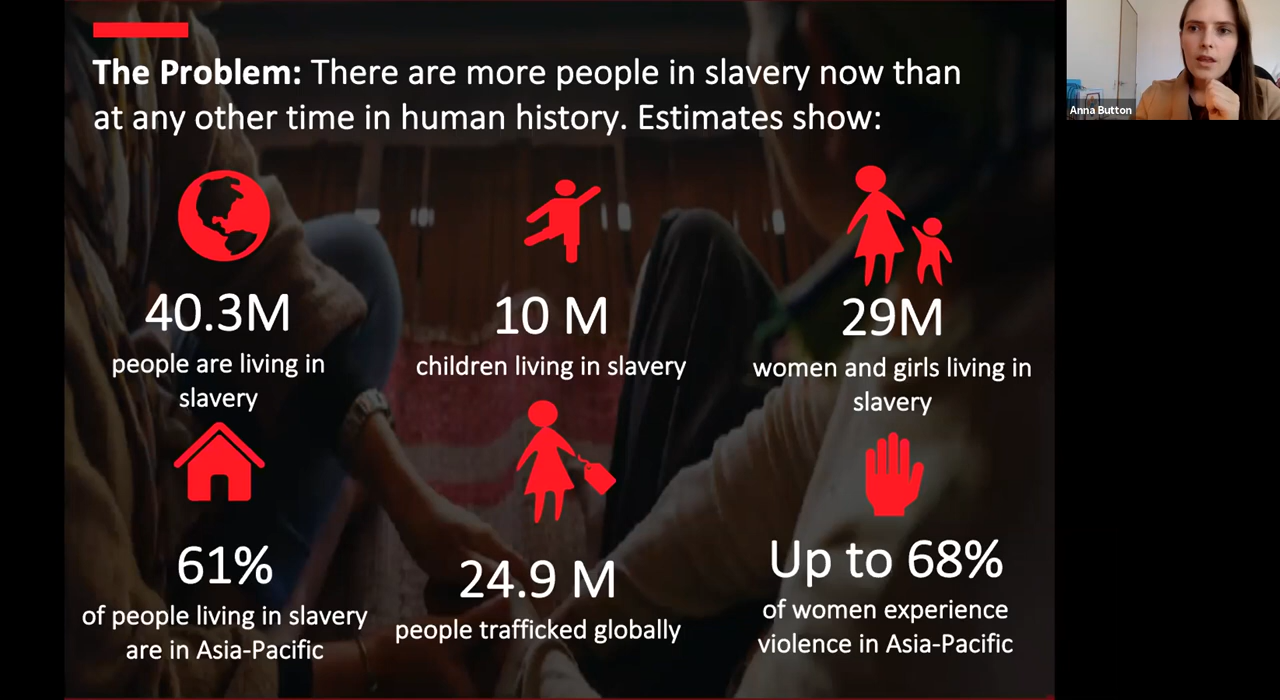 The Problem: There are more people in slavery now than
at any other time in human history. Estimates show:
40.3M
people are living in
slavery
10 M
children living in slavery
29M
women and girls living in
slavery
61%
of people living in slavery
are in Asia-Pacific
24.9 M
people trafficked globally
Up to 68%
of women experience
violence in Asia-Pacific
Anna Button